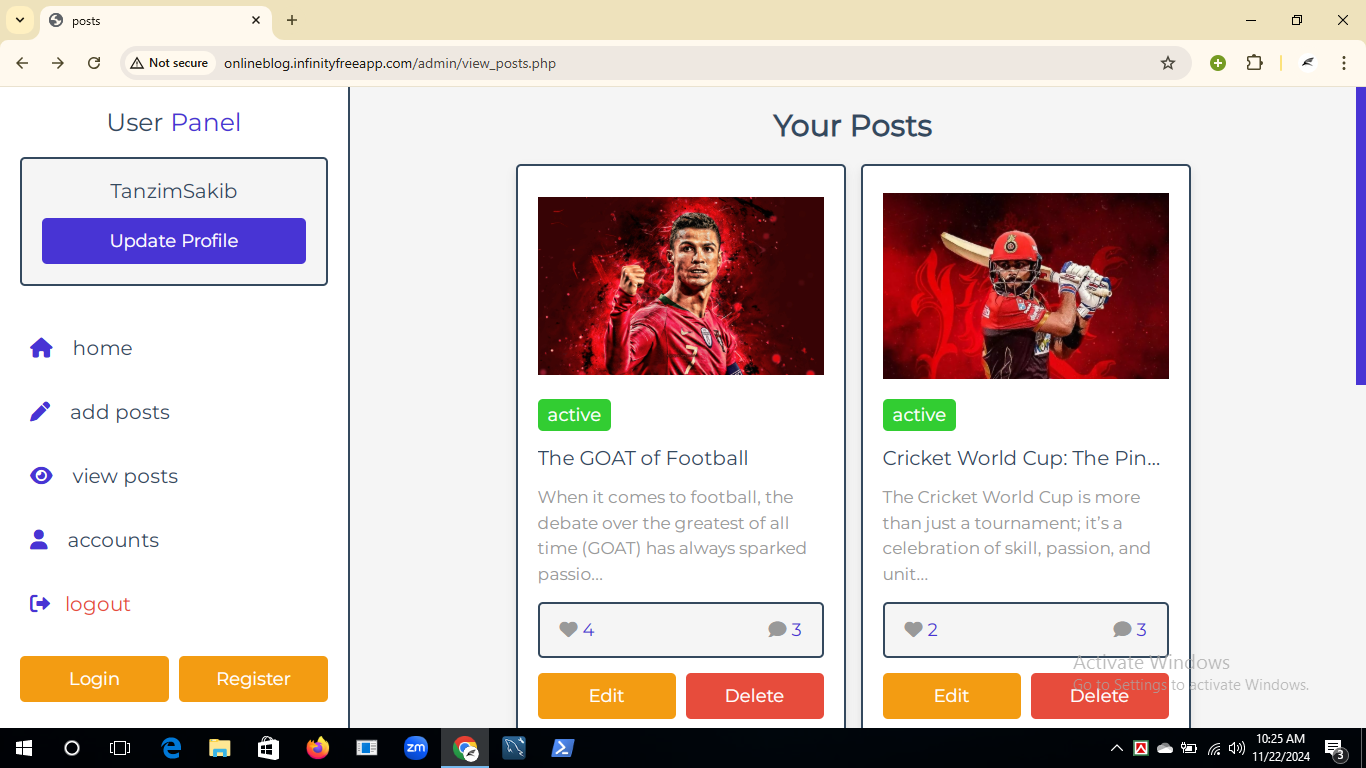 posts
Not secure
onlineblog.infinityfreeapp.com/admin/view_posts.php
User Panel
TanzimSakib
Update Profile
home
add posts
view posts
accounts
logout
Login
Register
Your Posts
7
active
The GOAT of Football
When it comes to football, the
debate over the greatest of all
time (GOAT) has always sparked
passio...
4
3
Edit
Delete
active
Cricket World Cup: The Pin...
The Cricket World Cup is more
than just a tournament; it’s a
celebration of skill, passion, and
unit...
2
3
Edit
Delete
Activate Windows
Go to Settings to activate Windows.
zm
10:25 AM
11/22/2024
3